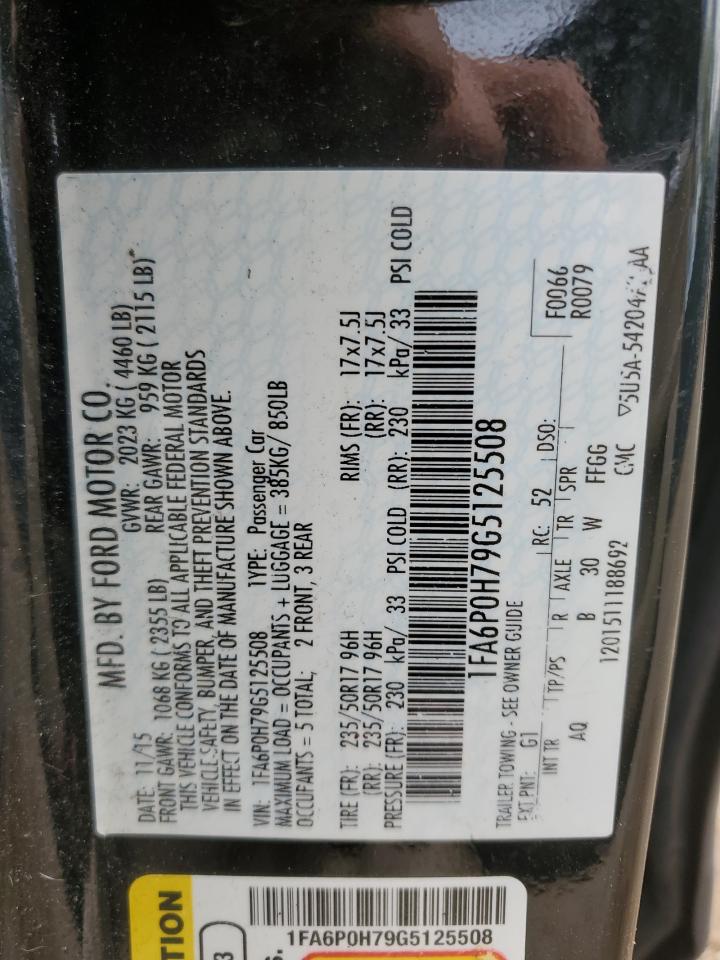 MFD. BY FORD MOTOR CO.
DATE: 11/15 GVWR: 2023 KG ( 4460 LB)
FRONT GAWR: 1068 KG ( 2355 LB) REAR GAWR: 959 KG ( 2115 LB)*
THIS VEHICLE CONFORMS TO ALL APPLICABLE FEDERAL MOTOR
VEHICLE SAFETY, BUMPER, AND THEFT PREVENTION STANDARDS
IN EFFECT ON THE DATE OF MANUFACTURE SHOWN ABOVE.
VIN: 1FA6P0H79G5125508 TYPE: Passenger Car
MAXIMUM LOAD = OCCUPANTS + LUGGAGE = 385KG/ 850LB
OCCUPANTS = 5 TOTAL; 2 FRONT, 3 REAR
TIRE (FR): 235/50R17 96H RIMS (FR): 17x7.5J
(RR): 235/50R17 96H (RR): 17x7.5J
PRESSURE (FR): 230 kPa/ 33 PSI COLD (RR): 230 kPa/ 33 PSI COLD
1FA6P0H79G5125508
TRAILER TOWING - SEE OWNER GUIDE
EXT PNT: G1 RC: 52 DSO: F0066
R0079
INT TR TP/PS R AXLE TR SPR
AQ B 30 W FFGG
1201511188692 CMC
TION
3
S.
1FA6P0H79G5125508